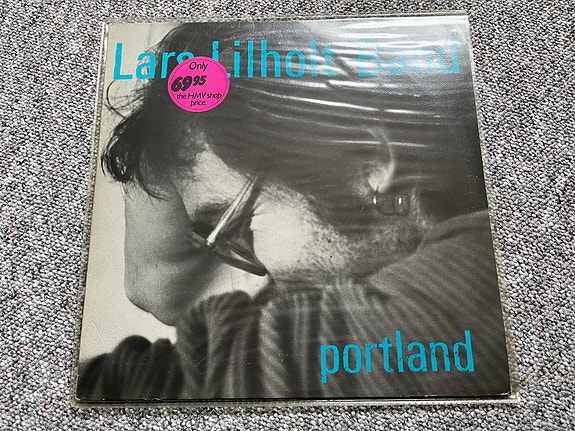 Lars Lilholt Band
Only
69.95
the HMV shop
price.
portland